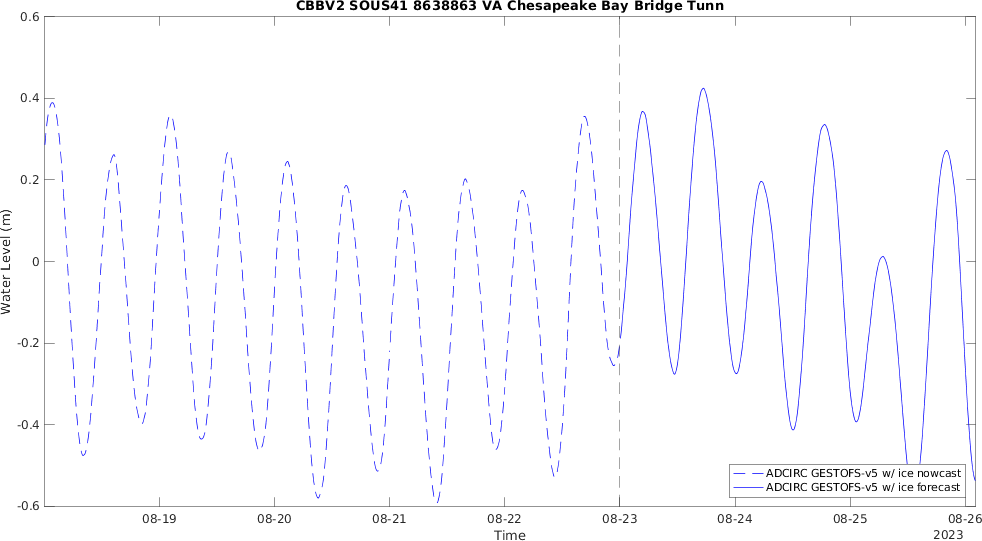 CBBV2 SOUS41 8638863 VA Chesapeake Bay Bridge Tunn
0.6
0.4
0.2
0
-0.2
-0.4
-0.6
Water Level (m)
ADCIRC GESTOFS-v5 w/ ice nowcast
ADCIRC GESTOFS-v5 w/ ice forecast
08-19 08-20 08-21 08-22 08-23 08-24 08-25 08-26
Time
2023